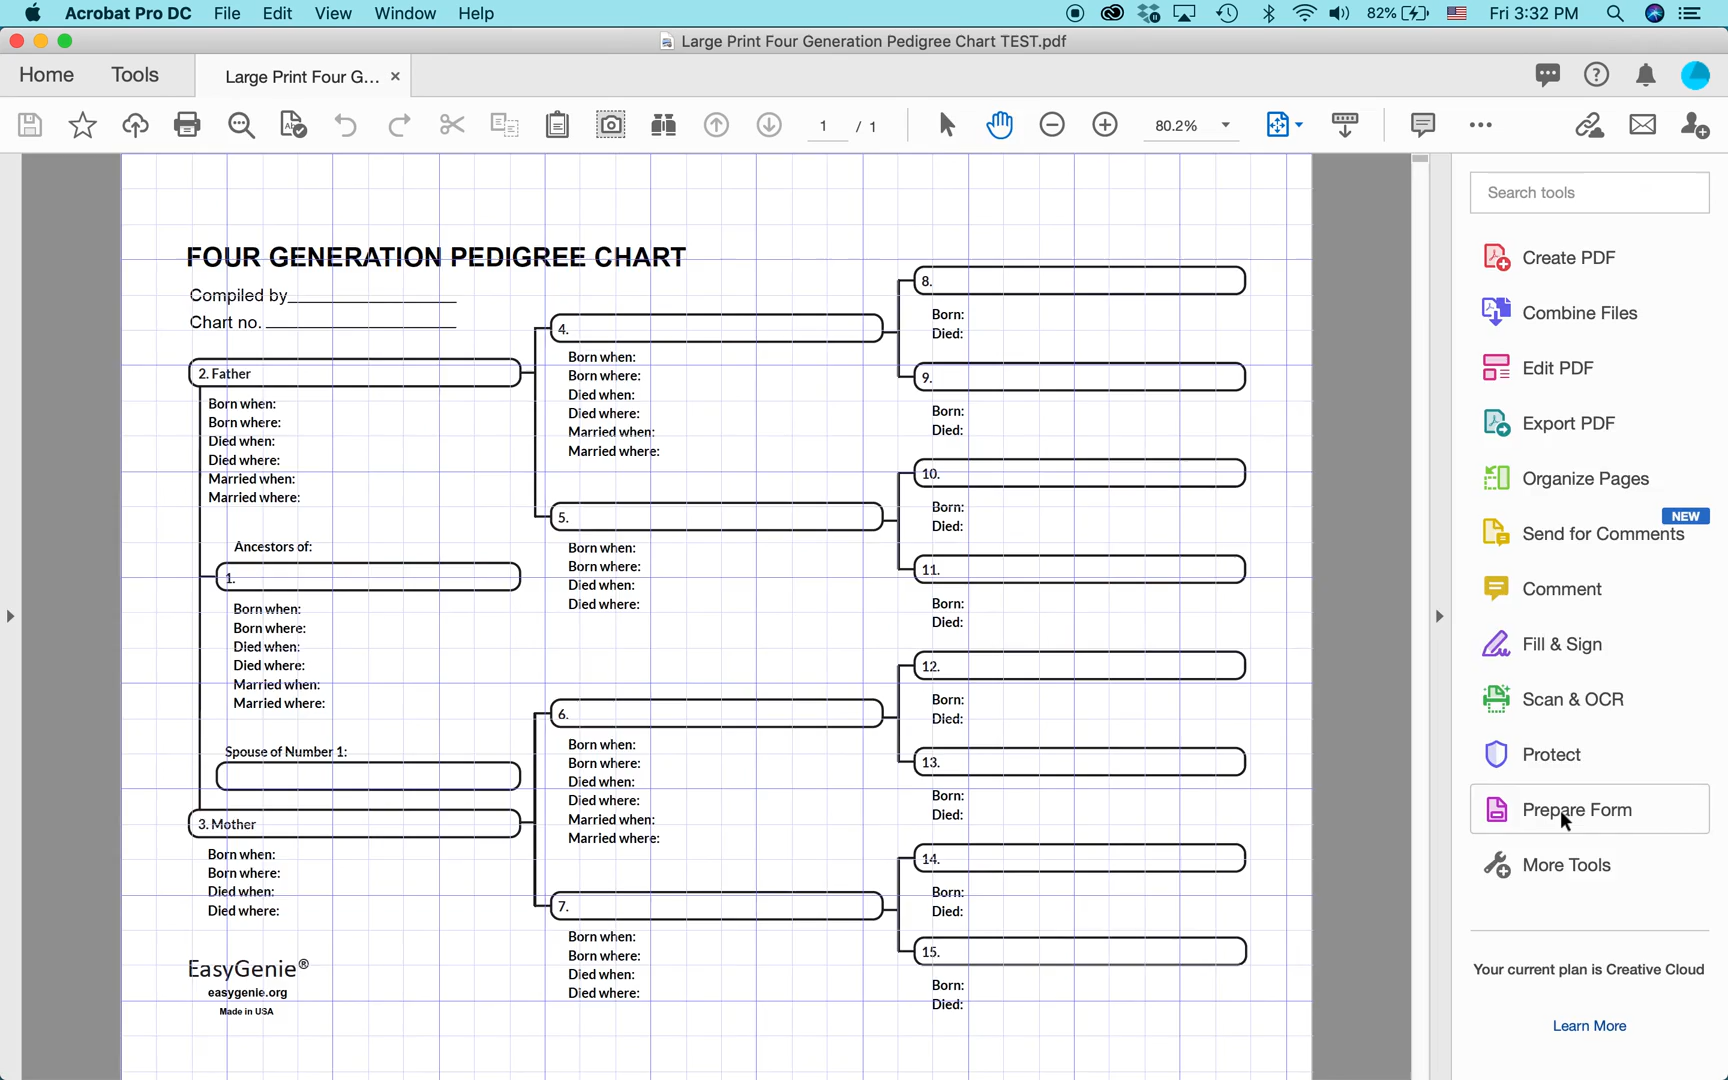 Acrobat Pro DC File Edit View Window Help 82% Fri 3:32 PM
Large Print Four Generation Pedigree Chart TEST.pdf
Home Tools Large Print Four G... ×
1 / 1 80.2%
FOUR GENERATION PEDIGREE CHART
Compiled by
Chart no.
2. Father
Born when:
Born where:
Died when:
Died where:
Married when:
Married where:
Ancestors of:
1.
Born when:
Born where:
Died when:
Died where:
Married when:
Married where:
Spouse of Number 1:
3. Mother
Born when:
Born where:
Died when:
Died where:
EasyGenie®
easygenie.org
Made in USA
4.
Born when:
Born where:
Died when:
Died where:
Married when:
Married where:
5.
Born when:
Born where:
Died when:
Died where:
6.
Born when:
Born where:
Died when:
Died where:
Married when:
Married where:
7.
Born when:
Born where:
Died when:
Died where:
8.
Born:
Died:
9.
Born:
Died:
10.
Born:
Died:
11.
Born:
Died:
12.
Born:
Died:
13.
Born:
Died:
14.
Born:
Died:
15.
Born:
Died:
Search tools
Create PDF
Combine Files
Edit PDF
Export PDF
Organize Pages
NEW
Send for Comments
Comment
Fill & Sign
Scan & OCR
Protect
Prepare Form
More Tools
Your current plan is Creative Cloud
Learn More